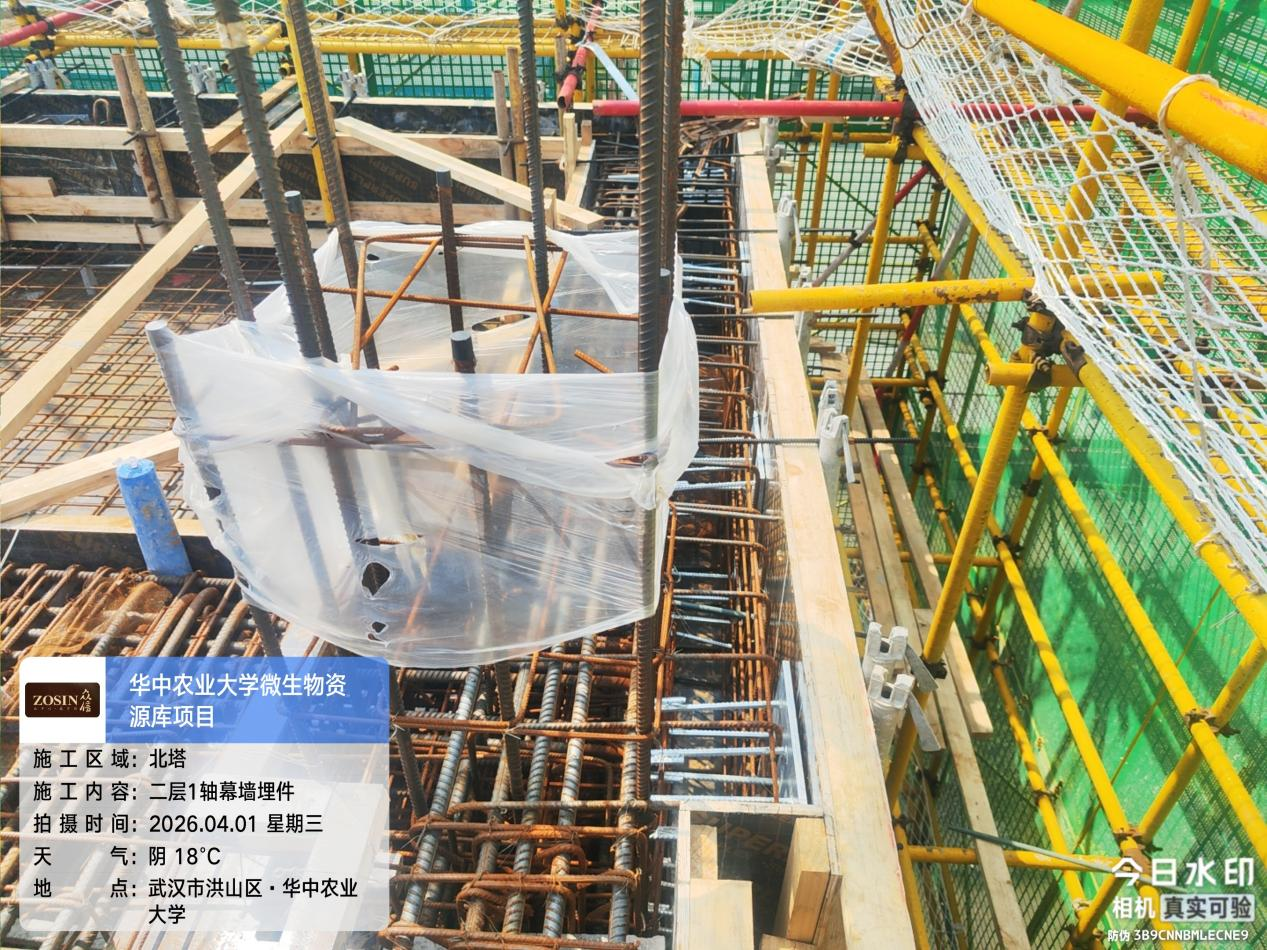 ZOSIN 众信
华中农业大学微生物资
源库项目
施工区域：北塔
施工内容：二层1轴幕墙埋件
拍摄时间：2026.04.01 星期三
天气：阴 18℃
地点：武汉市洪山区·华中农业
大学
今日水印
相机 真实可验
防伪 3B9CNNBMLECNE9